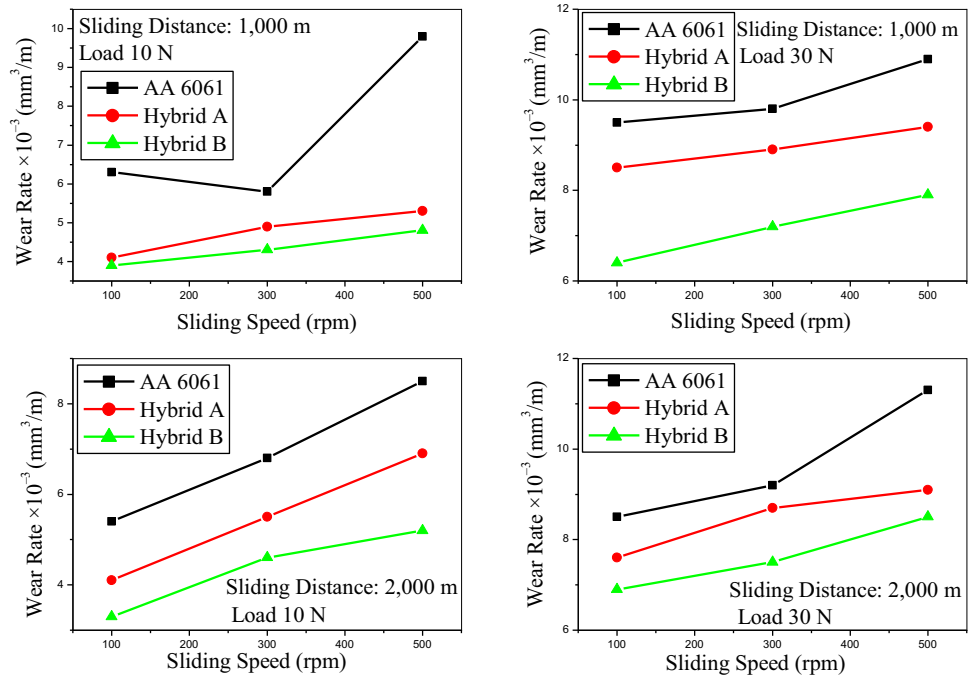 Sliding Distance: 1,000 m
Load 10 N
AA 6061
Hybrid A
Hybrid B
Wear Rate ×10⁻³ (mm³/m)
10
9
8
7
6
5
4
100 200 300 400 500
Sliding Speed (rpm)
Sliding Distance: 1,000 m
Load 30 N
AA 6061
Hybrid A
Hybrid B
Wear Rate ×10⁻³ (mm³/m)
12
10
8
6
100 200 300 400 500
Sliding Speed (rpm)
AA 6061
Hybrid A
Hybrid B
Wear Rate ×10⁻³ (mm³/m)
8
6
4
Sliding Distance: 2,000 m
Load 10 N
100 200 300 400 500
Sliding Speed (rpm)
AA 6061
Hybrid A
Hybrid B
Wear Rate ×10⁻³ (mm³/m)
12
10
8
6
Sliding Distance: 2,000 m
Load 30 N
100 200 300 400 500
Sliding Speed (rpm)